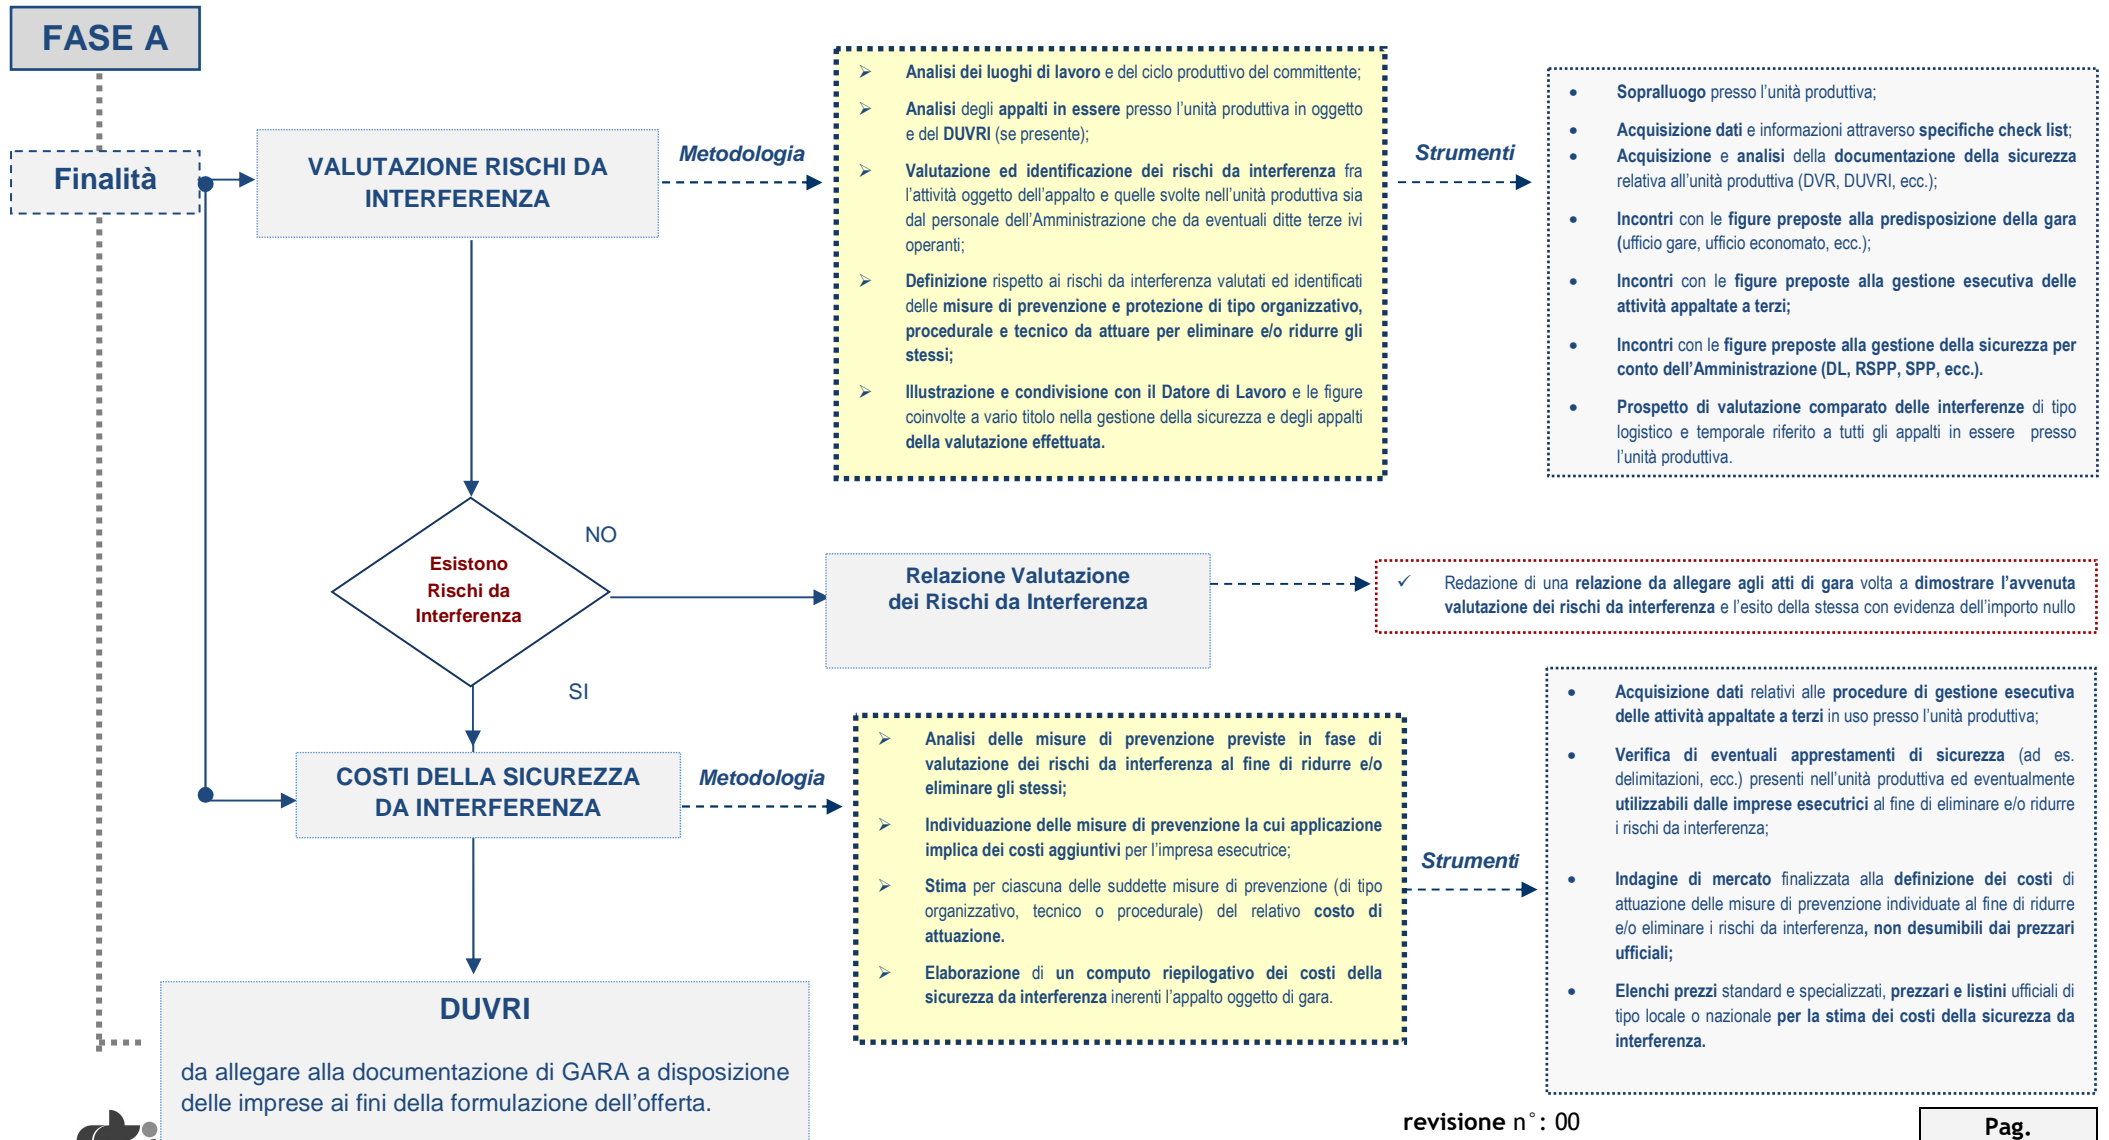 FASE A
Finalità
VALUTAZIONE RISCHI DA
INTERFERENZA
Metodologia
➢ Analisi dei luoghi di lavoro e del ciclo produttivo del committente;
➢ Analisi degli appalti in essere presso l'unità produttiva in oggetto
e del DUVRI (se presente);
➢ Valutazione ed identificazione dei rischi da interferenza fra
l'attività oggetto dell'appalto e quelle svolte nell'unità produttiva sia
dal personale dell'Amministrazione che da eventuali ditte terze ivi
operanti;
➢ Definizione rispetto ai rischi da interferenza valutati ed identificati
delle misure di prevenzione e protezione di tipo organizzativo,
procedurale e tecnico da attuare per eliminare e/o ridurre gli
stessi;
➢ Illustrazione e condivisione con il Datore di Lavoro e le figure
coinvolte a vario titolo nella gestione della sicurezza e degli appalti
della valutazione effettuata.
Strumenti
• Sopralluogo presso l'unità produttiva;
• Acquisizione dati e informazioni attraverso specifiche check list;
• Acquisizione e analisi della documentazione della sicurezza
relativa all'unità produttiva (DVR, DUVRI, ecc.);
• Incontri con le figure preposte alla predisposizione della gara
(ufficio gare, ufficio economato, ecc.);
• Incontri con le figure preposte alla gestione esecutiva delle
attività appaltate a terzi;
• Incontri con le figure preposte alla gestione della sicurezza per
conto dell'Amministrazione (DL, RSPP, SPP, ecc.).
• Prospetto di valutazione comparato delle interferenze di tipo
logistico e temporale riferito a tutti gli appalti in essere presso
l'unità produttiva.
Esistono
Rischi da
Interferenza
NO
Relazione Valutazione
dei Rischi da Interferenza
✓ Redazione di una relazione da allegare agli atti di gara volta a dimostrare l'avvenuta
valutazione dei rischi da interferenza e l'esito della stessa con evidenza dell'importo nullo
SI
COSTI DELLA SICUREZZA
DA INTERFERENZA
Metodologia
➢ Analisi delle misure di prevenzione previste in fase di
valutazione dei rischi da interferenza al fine di ridurre e/o
eliminare gli stessi;
➢ Individuazione delle misure di prevenzione la cui applicazione
implica dei costi aggiuntivi per l'impresa esecutrice;
➢ Stima per ciascuna delle suddette misure di prevenzione (di tipo
organizzativo, tecnico o procedurale) del relativo costo di
attuazione.
➢ Elaborazione di un computo riepilogativo dei costi della
sicurezza da interferenza inerenti l'appalto oggetto di gara.
Strumenti
• Acquisizione dati relativi alle procedure di gestione esecutiva
delle attività appaltate a terzi in uso presso l'unità produttiva;
• Verifica di eventuali apprestamenti di sicurezza (ad es.
delimitazioni, ecc.) presenti nell'unità produttiva ed eventualmente
utilizzabili dalle imprese esecutrici al fine di eliminare e/o ridurre
i rischi da interferenza;
• Indagine di mercato finalizzata alla definizione dei costi di
attuazione delle misure di prevenzione individuate al fine di ridurre
e/o eliminare i rischi da interferenza, non desumibili dai prezzari
ufficiali;
• Elenchi prezzi standard e specializzati, prezzari e listini ufficiali di
tipo locale o nazionale per la stima dei costi della sicurezza da
interferenza.
DUVRI
da allegare alla documentazione di GARA a disposizione
delle imprese ai fini della formulazione dell'offerta.
revisione n°: 00
Pag.